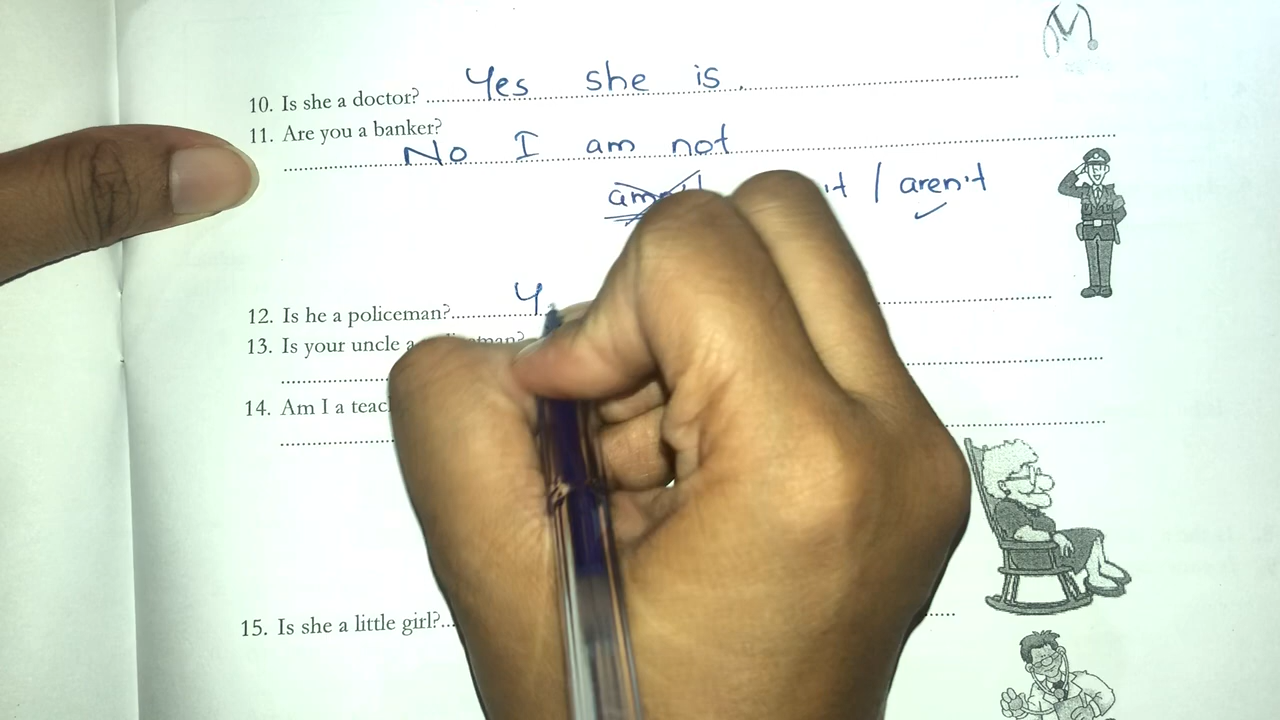 10. Is she a doctor? Yes she is.
11. Are you a banker?
No I am not
/ aren't
12. Is he a policeman? Y
13. Is your uncle a
14. Am I a
15. Is she a little girl?